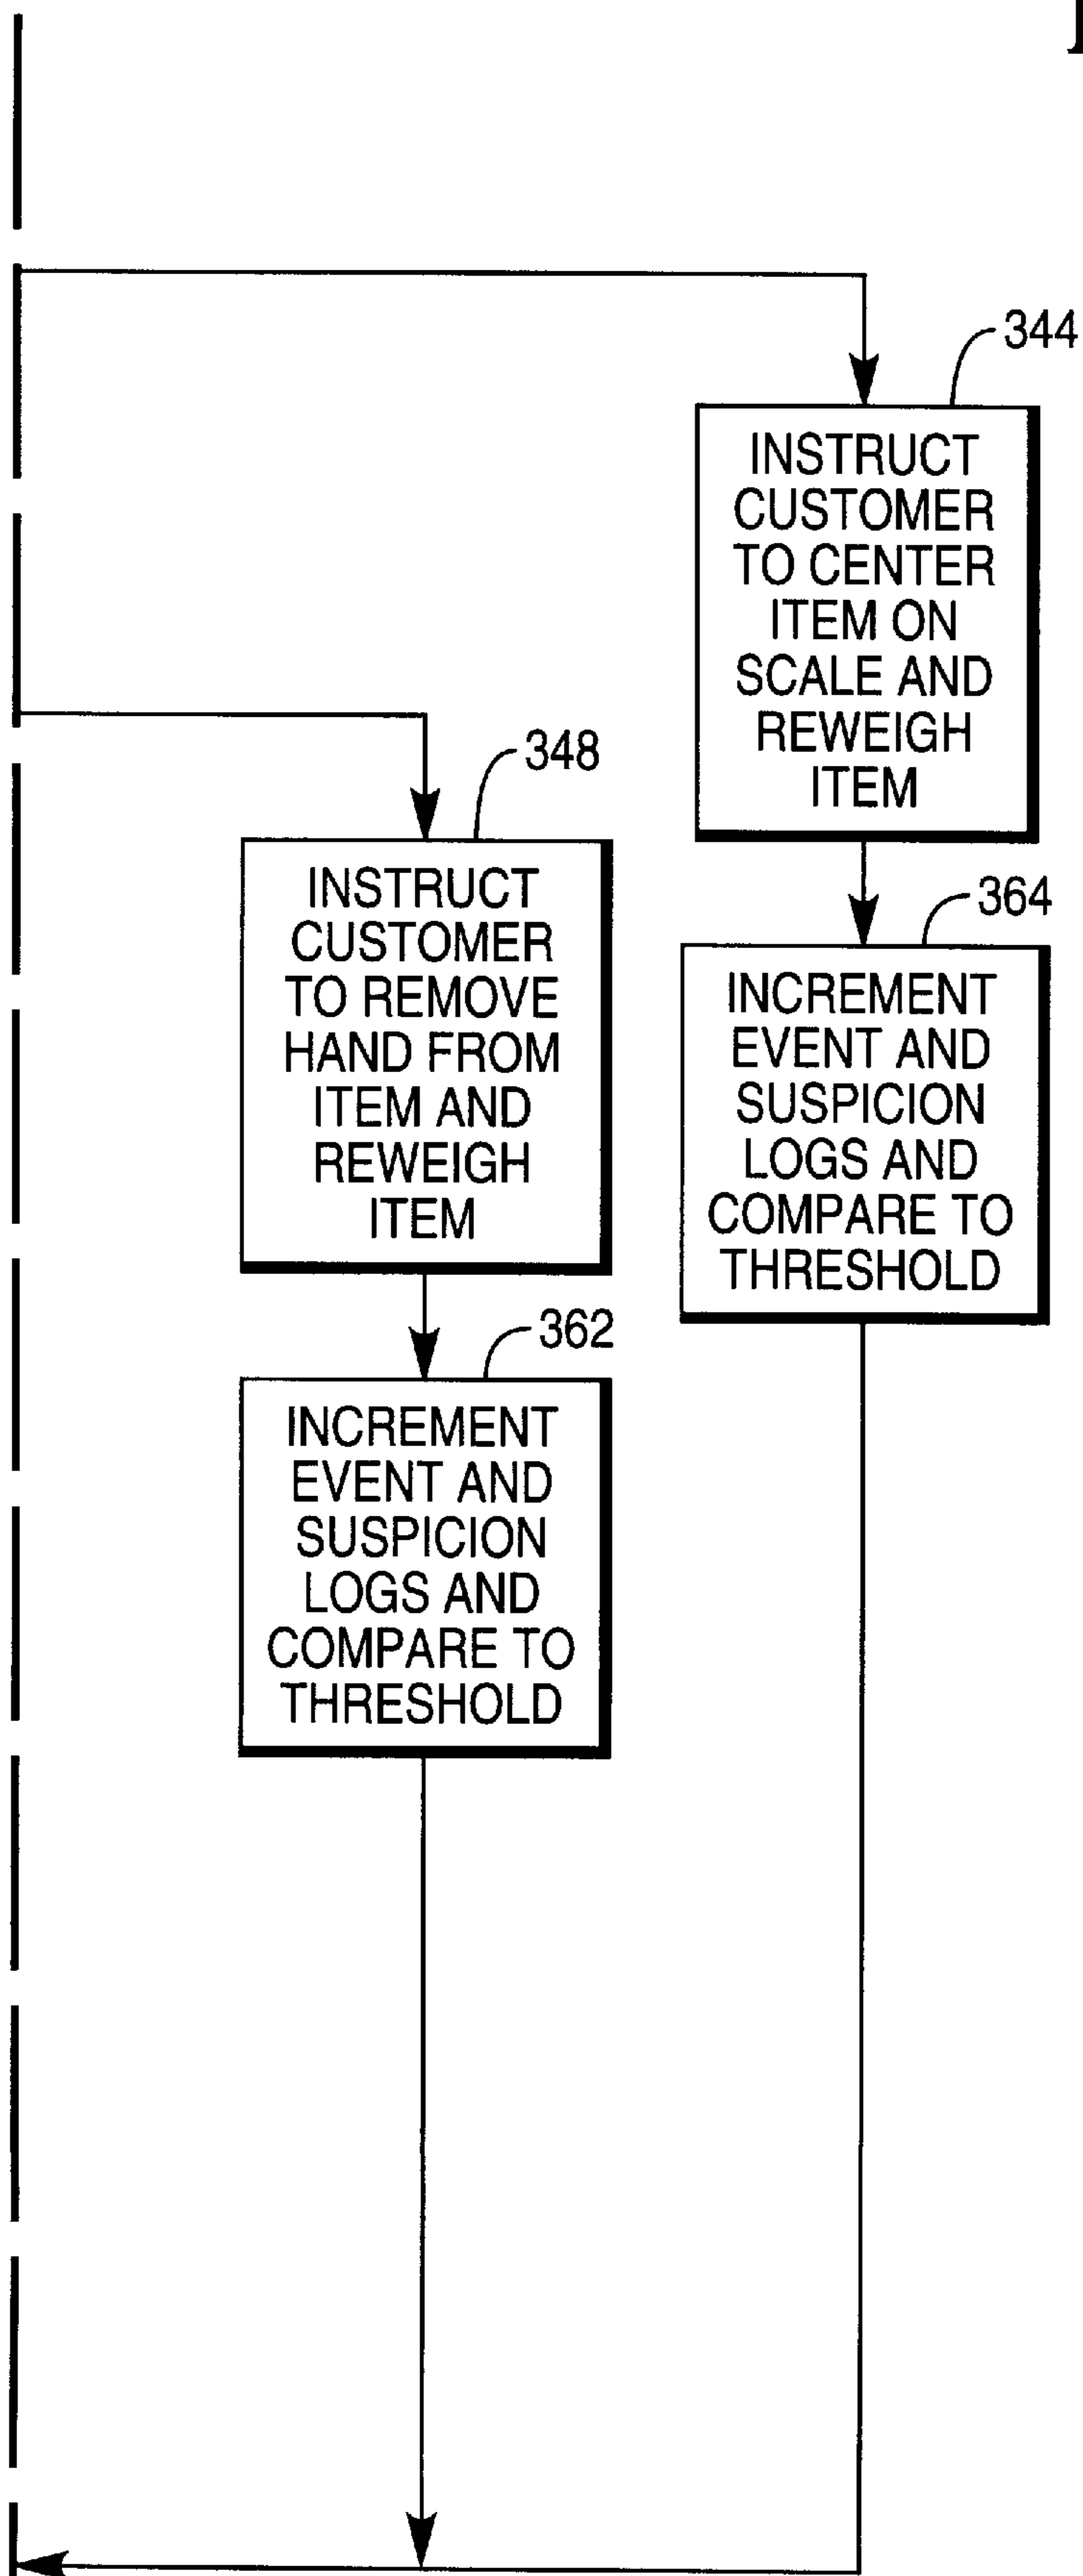 344
INSTRUCT
CUSTOMER
TO CENTER
ITEM ON
SCALE AND
REWEIGH
ITEM
348
INSTRUCT
CUSTOMER
TO REMOVE
HAND FROM
ITEM AND
REWEIGH
ITEM
364
INCREMENT
EVENT AND
SUSPICION
LOGS AND
COMPARE TO
THRESHOLD
362
INCREMENT
EVENT AND
SUSPICION
LOGS AND
COMPARE TO
THRESHOLD